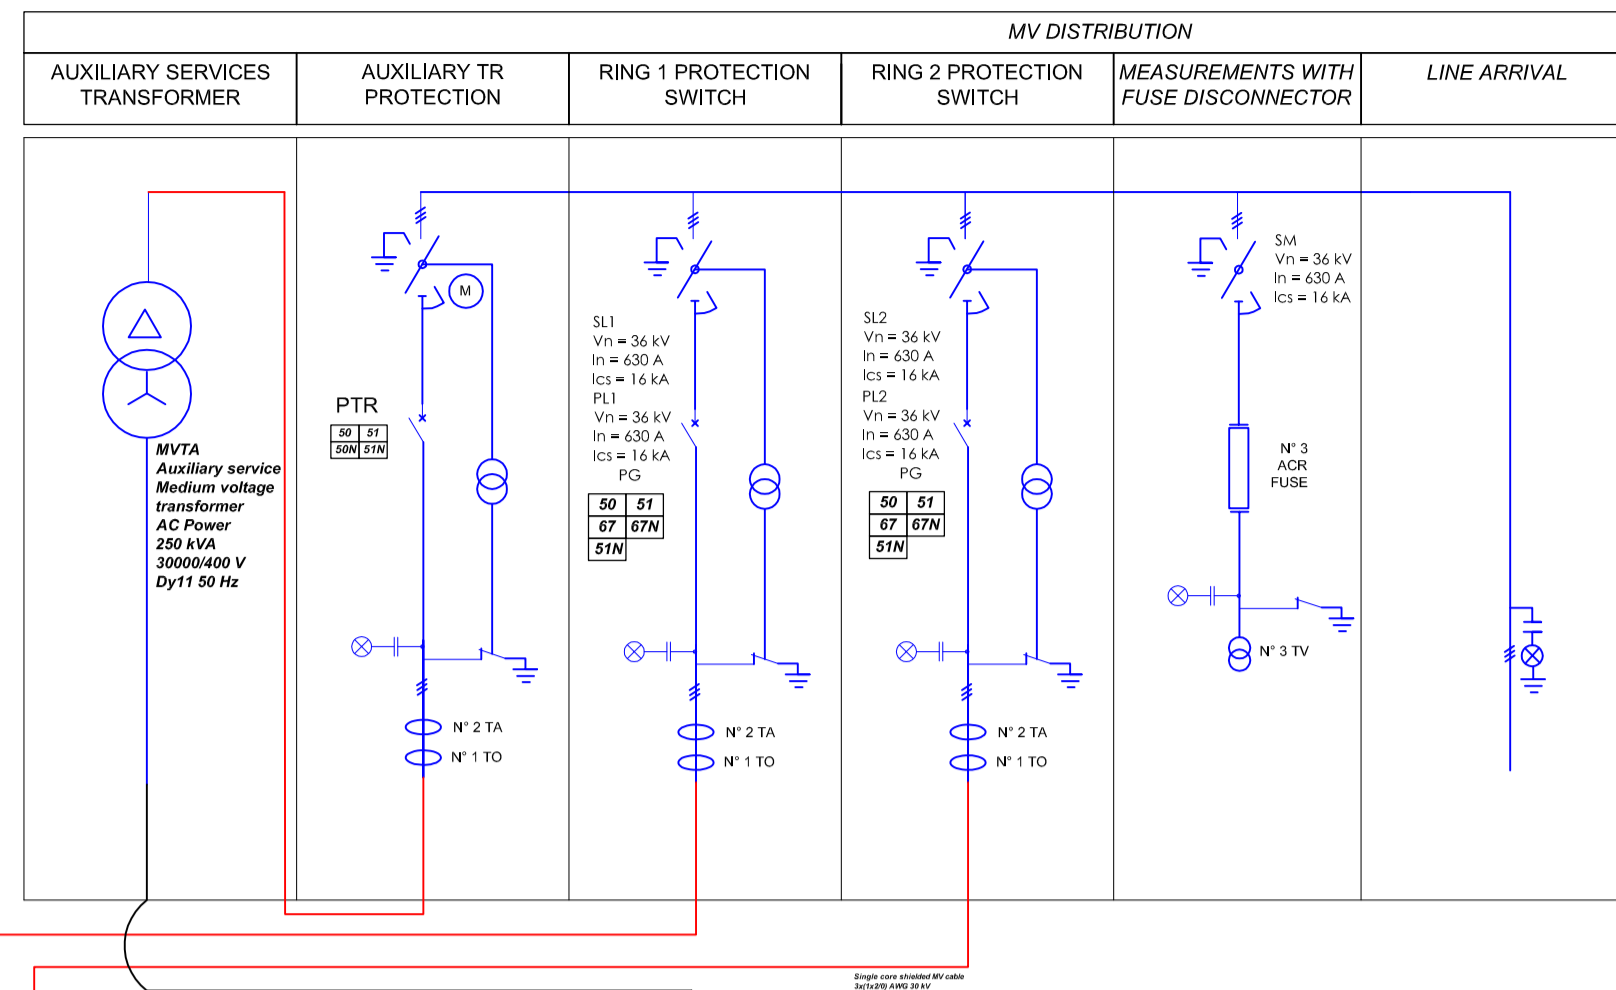 MV DISTRIBUTION
AUXILIARY SERVICES
TRANSFORMER
AUXILIARY TR
PROTECTION
RING 1 PROTECTION
SWITCH
RING 2 PROTECTION
SWITCH
MEASUREMENTS WITH
FUSE DISCONNECTOR
LINE ARRIVAL
MVTA
Auxiliary service
Medium voltage
transformer
AC Power
250 kVA
30000/400 V
Dy11 50 Hz
M
PTR
50 51
50N 51N
N° 2 TA
N° 1 TO
SL1
Vn = 36 kV
In = 630 A
Ics = 16 kA
PL1
Vn = 36 kV
In = 630 A
Ics = 16 kA
PG
50 51
67 67N
51N
N° 2 TA
N° 1 TO
SL2
Vn = 36 kV
In = 630 A
Ics = 16 kA
PL2
Vn = 36 kV
In = 630 A
Ics = 16 kA
PG
50 51
67 67N
51N
N° 2 TA
N° 1 TO
SM
Vn = 36 kV
In = 630 A
Ics = 16 kA
N° 3
ACR
FUSE
N° 3 TV
Single core shielded MV cable
3x(1x2/0) AWG 30 kV